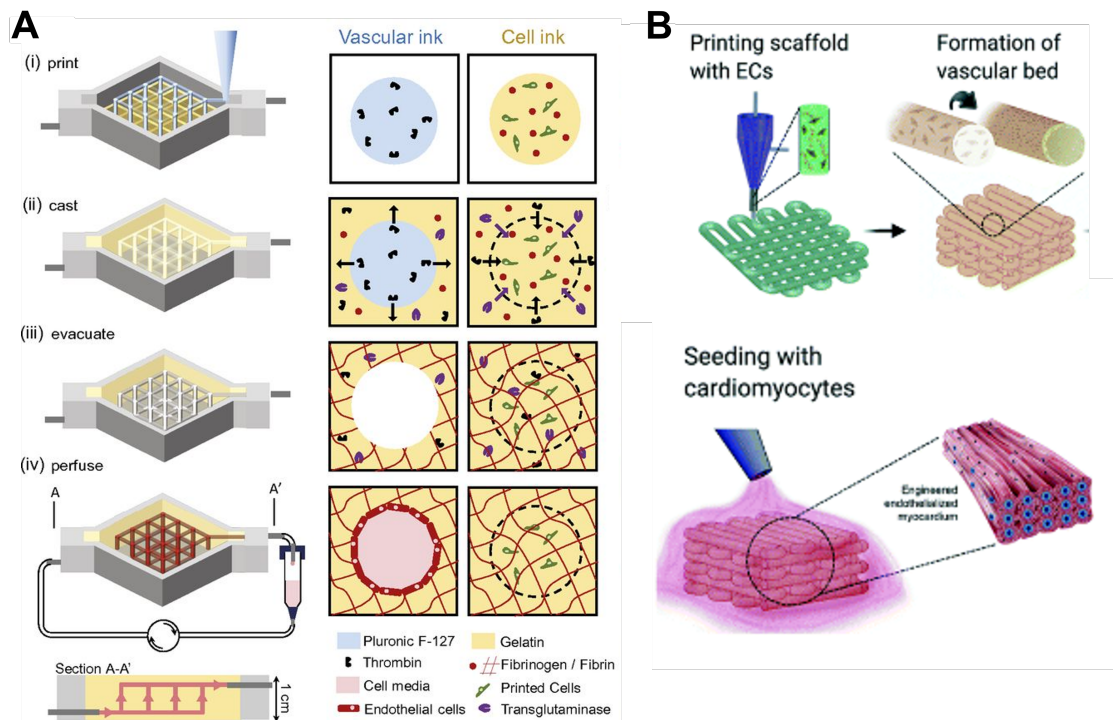 A
B
Vascular ink
Cell ink
(i) print
(ii) cast
(iii) evacuate
(iv) perfuse
A
A′
Section A-A'
1 cm
Pluronic F-127
Gelatin
Thrombin
Fibrinogen / Fibrin
Cell media
Printed Cells
Endothelial cells
Transglutaminase
Printing scaffold
with ECs
Formation of
vascular bed
Seeding with
cardiomyocytes
Engineered
endothelialized
myocardium